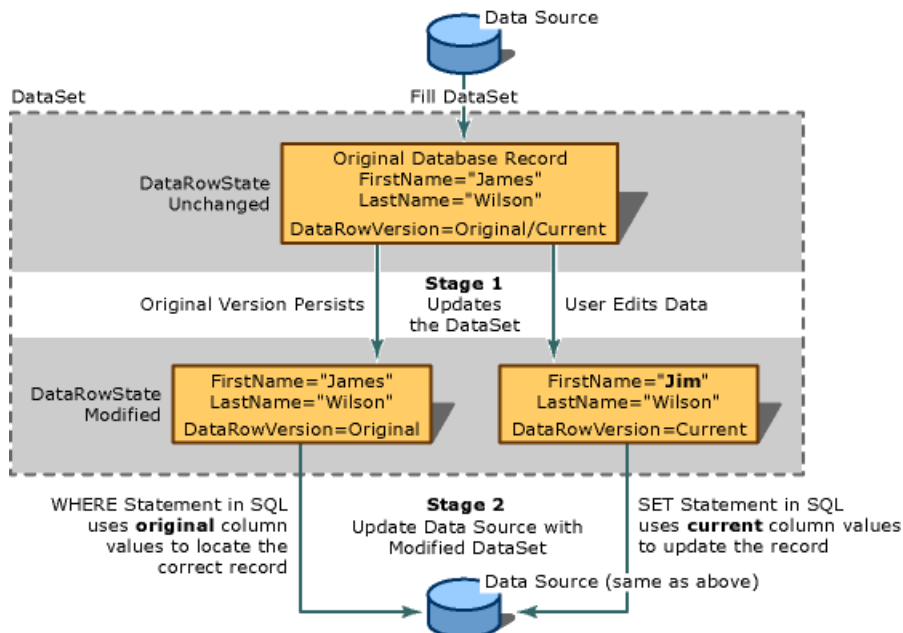 Data Source
DataSet
Fill DataSet
Original Database Record
FirstName="James"
LastName="Wilson"
DataRowVersion=Original/Current
DataRowState
Unchanged
Original Version Persists
Stage 1
Updates
the DataSet
User Edits Data
DataRowState
Modified
FirstName="James"
LastName="Wilson"
DataRowVersion=Original
FirstName="Jim"
LastName="Wilson"
DataRowVersion=Current
WHERE Statement in SQL
uses original column
values to locate the
correct record
Stage 2
Update Data Source with
Modified DataSet
SET Statement in SQL
uses current column values
to update the record
Data Source (same as above)